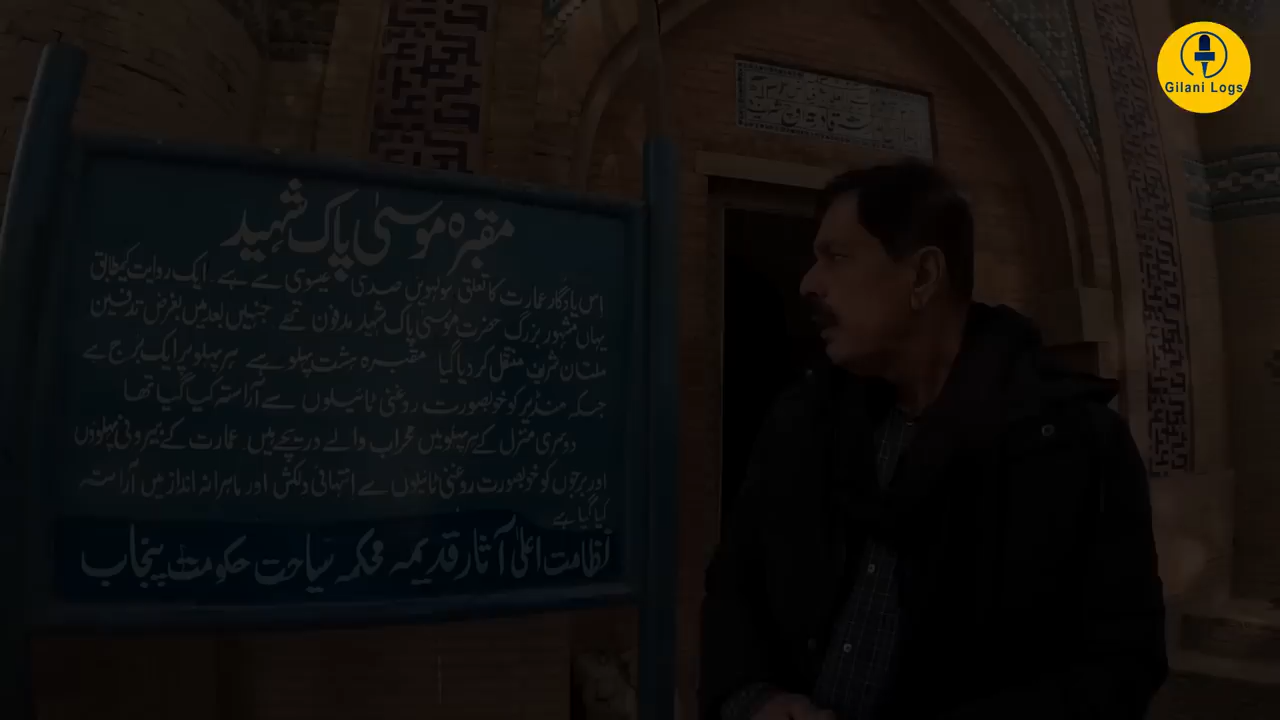 مقبرہ موسیٰ پاک شہید
اس یادگار عمارت کا تعلق سولہویں صدی عیسوی سے ہے ۔ ایک روایت کیمطابق
یہاں مشہور بزرگ حضرت موسیٰ پاک شہید مدفون تھے جنہیں بعد میں بغرض تدفین
ملتان شریف منتقل کر دیا گیا مقبرہ ہشت پہلو ہے ہر پہلو پر ایک برج ہے
جسکہ منڈیر کو خوبصورت روغنی ٹائیلوں سے آراستہ کیا گیا تھا
دوسری منزل کے ہر پہلو میں محراب والے دریچے ہیں عمارت کے بیرونی پہلوؤں
اور برجوں کو خوبصورت روغنی ٹائیلوں سے انتہائی دلکش اور ماہرانہ انداز میں آراستہ
کیا گیا ہے
نظامت اعلیٰ آثار قدیمہ محکمہ سیاحت حکومت پنجاب
Gilani Logs